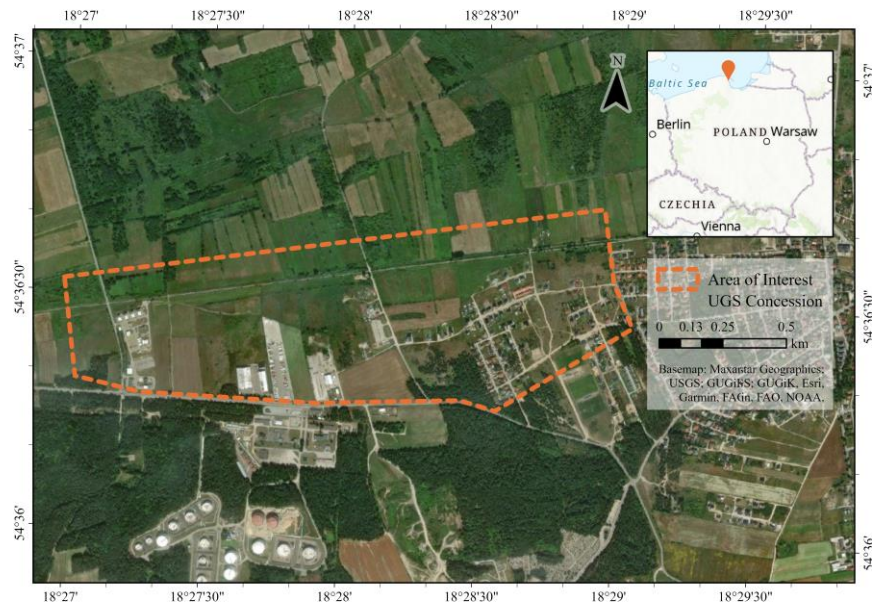 18°27' 18°27'30" 18°28' 18°28'30" 18°29' 18°29'30"
54°37' 54°37'
N
Baltic Sea
Berlin
POLAND Warsaw
CZECHIA
Vienna
54°36'30" 54°36'30"
Area of Interest
UGS Concession
0 0.13 0.25 0.5
km
Basemap: Maxastar Geographics;
USGS; GUGiKS; GUGiK, Esri,
Garmin, FAGin, FAO, NOAA,
54°36' 54°36'
18°27' 18°27'30" 18°28' 18°28'30" 18°29' 18°29'30"